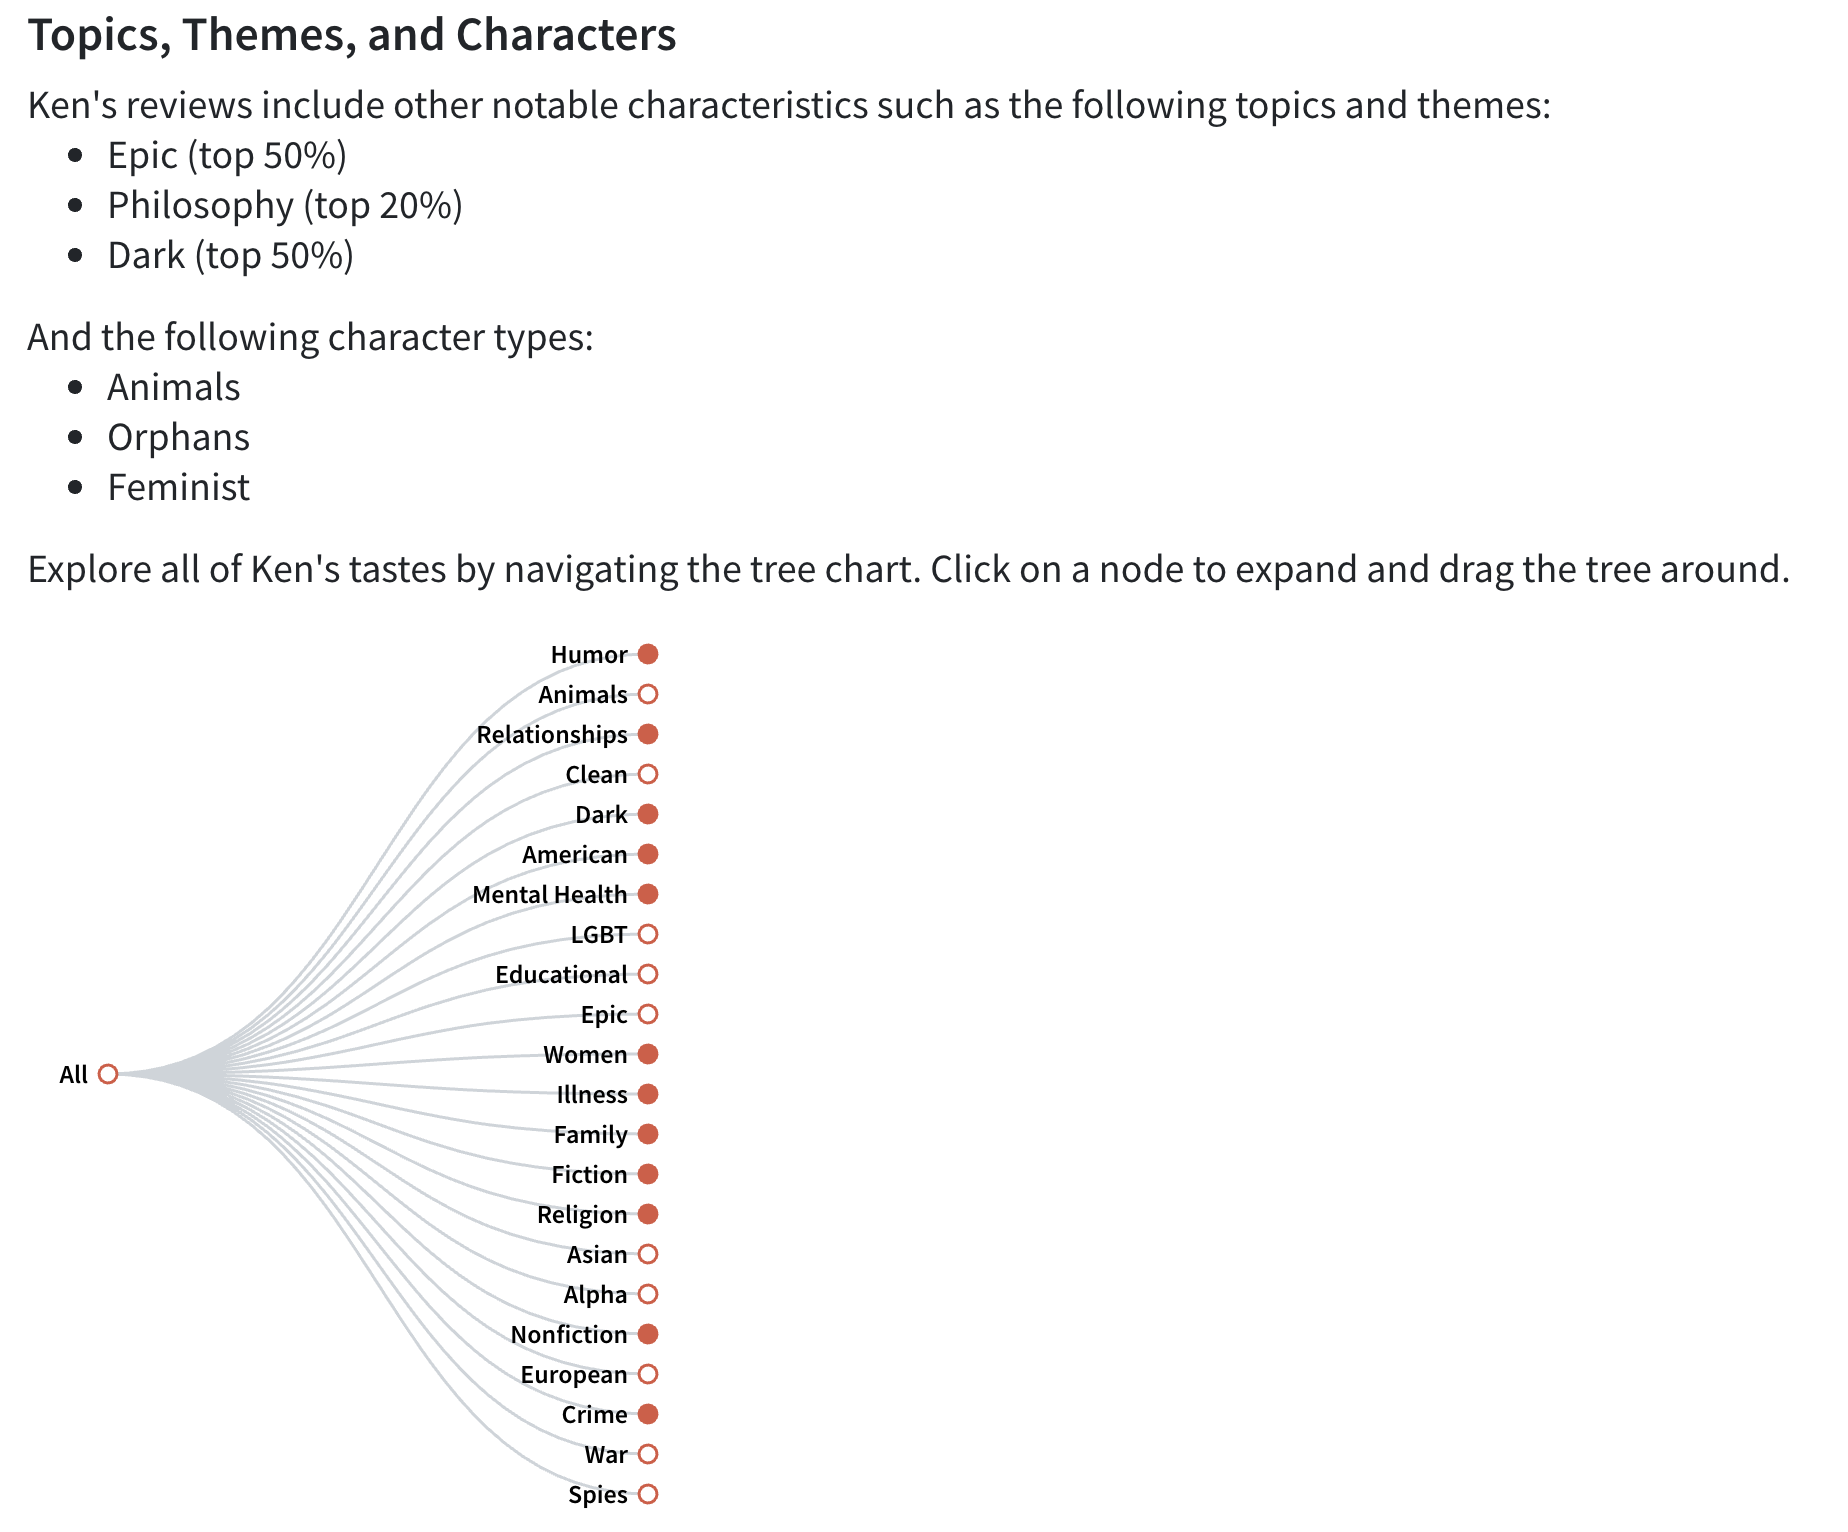 Topics, Themes, and Characters
Ken's reviews include other notable characteristics such as the following topics and themes:
Epic (top 50%)
Philosophy (top 20%)
Dark (top 50%)
And the following character types:
Animals
Orphans
Feminist
Explore all of Ken's tastes by navigating the tree chart. Click on a node to expand and drag the tree around.
Humor
Animals
Relationships
Clean
Dark
American
Mental Health
LGBT
Educational
Epic
Women
All
Illness
Family
Fiction
Religion
Asian
Alpha
Nonfiction
European
Crime
War
Spies